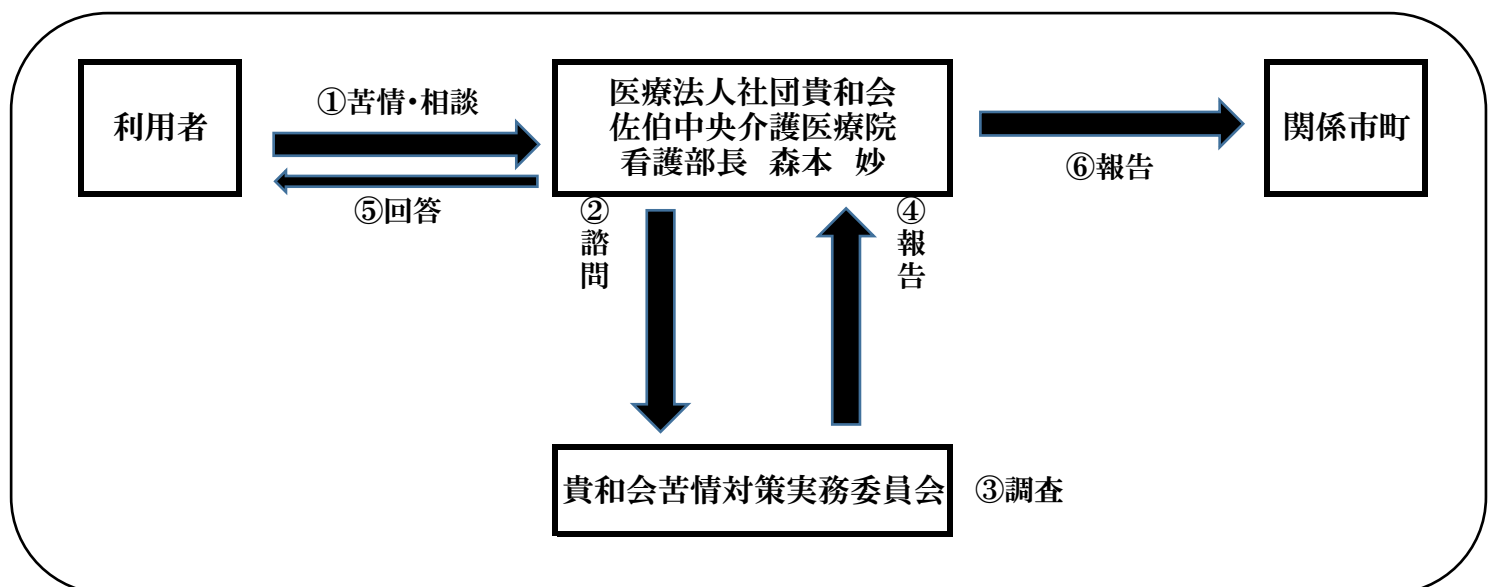 利用者
①苦情・相談
⑤回答
医療法人社団貴和会
佐伯中央介護医療院
看護部長 森本 妙
⑥報告
関係市町
②諮問
④報告
貴和会苦情対策実務委員会
③調査